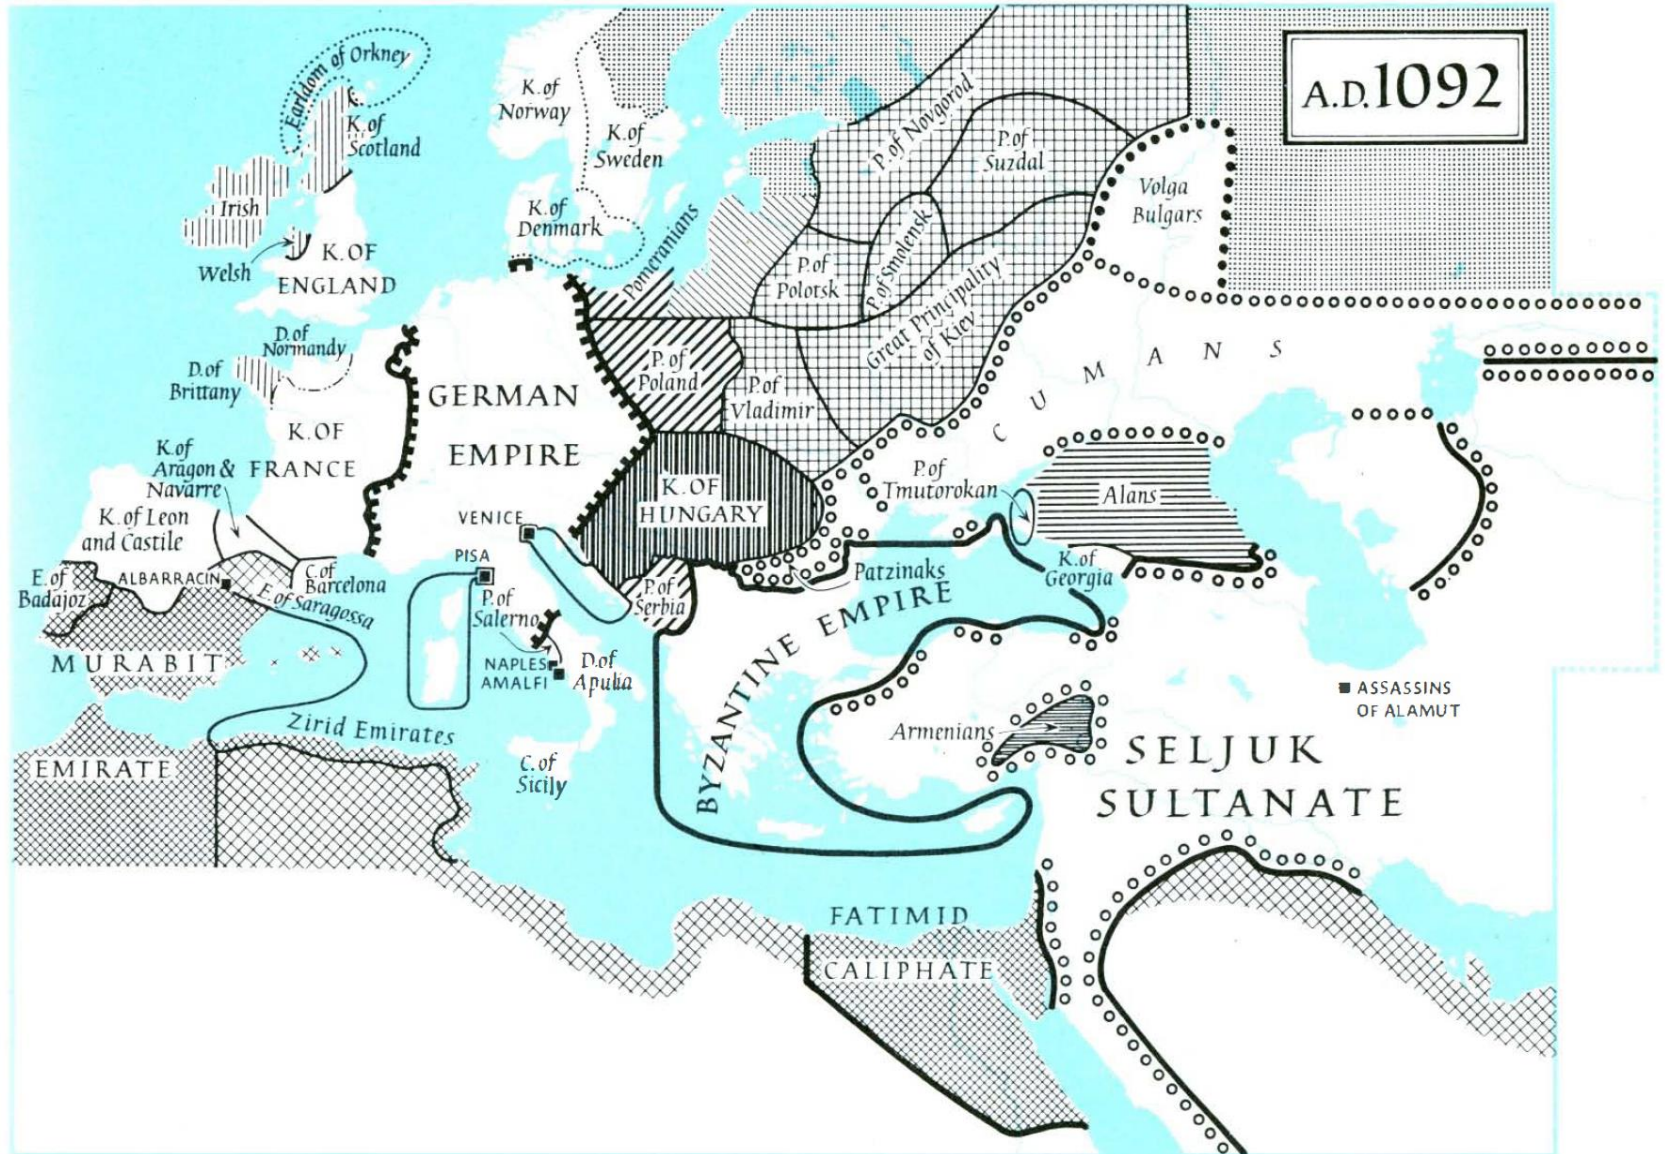 A.D.1092
Earldom of Orkney
K. of
Norway
K. of
Scotland
K. of
Sweden
P. of Novgorod
P. of
Suzdal
Volga
Bulgars
Irish
K. of
Denmark
Pomeranians
P. of Smolensk
Welsh
K. OF
ENGLAND
P. of
Polotsk
Great Principality
of Kiev
D. of
Normandy
D. of
Brittany
GERMAN
EMPIRE
P. of
Poland
P. of
Vladimir
CUMANS
K. OF
FRANCE
K. of
Aragon &
Navarre
K. OF
HUNGARY
P. of
Tmutorokan
Alans
K. of Leon
and Castile
VENICE
PISA
E. of
Badajoz
ALBARRACIN
C. of
Barcelona
E. of Saragossa
P. of
Salerno
P. of
Serbia
Patzinaks
K. of
Georgia
BYZANTINE EMPIRE
MURABIT
EMIRATE
NAPLES
AMALFI
D. of
Apulia
ASSASSINS
OF ALAMUT
Zirid Emirates
C. of
Sicily
Armenians
SELJUK
SULTANATE
FATIMID
CALIPHATE